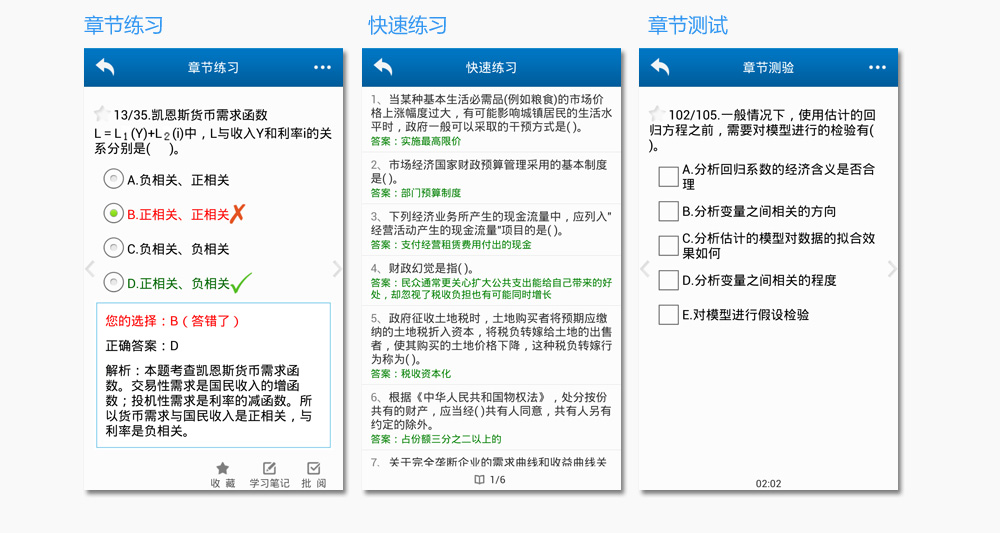 章节练习
章节练习
13/35.凯恩斯货币需求函数
L = L1 (Y)+L2 (i)中，L与收入Y和利率i的关
系分别是(    )。
A.负相关、正相关
B.正相关、正相关
C.负相关、负相关
D.正相关、负相关
您的选择：B（答错了）
正确答案：D
解析：本题考查凯恩斯货币需求函
数。交易性需求是国民收入的增函
数；投机性需求是利率的减函数。所
以货币需求与国民收入是正相关，与
利率是负相关。
收 藏
学习笔记
批 阅
快速练习
快速练习
1、当某种基本生活必需品(例如粮食)的市场价
格上涨幅度过大，有可能影响城镇居民的生活水
平时，政府一般可以采取的干预方式是( )。
答案：实施最高限价
2、市场经济国家财政预算管理采用的基本制度
是( )。
答案：部门预算制度
3、下列经济业务所产生的现金流量中，应列入"
经营活动产生的现金流量"项目的是( )。
答案：支付经营租赁费用付出的现金
4、财政幻觉是指( )。
答案：民众通常更关心扩大公共支出能给自己带来的好
处，却忽视了税收负担也有可能同时增长
5、政府征收土地税时，土地购买者将预期应缴
纳的土地税折入资本，将税负转嫁给土地的出售
者，使其购买的土地价格下降，这种税负转嫁行
为称为( )。
答案：税收资本化
6、根据《中华人民共和国物权法》，处分按份
共有的财产，应当经( )共有人同意，共有人另有
约定的除外。
答案：占份额三分之二以上的
7、关于完全垄断企业的需求曲线和收益曲线关
1/6
章节测试
章节测验
102/105.一般情况下，使用估计的回
归方程之前，需要对模型进行的检验有(
)。
A.分析回归系数的经济含义是否合
理
B.分析变量之间相关的方向
C.分析估计的模型对数据的拟合效
果如何
D.分析变量之间相关的程度
E.对模型进行假设检验
02:02